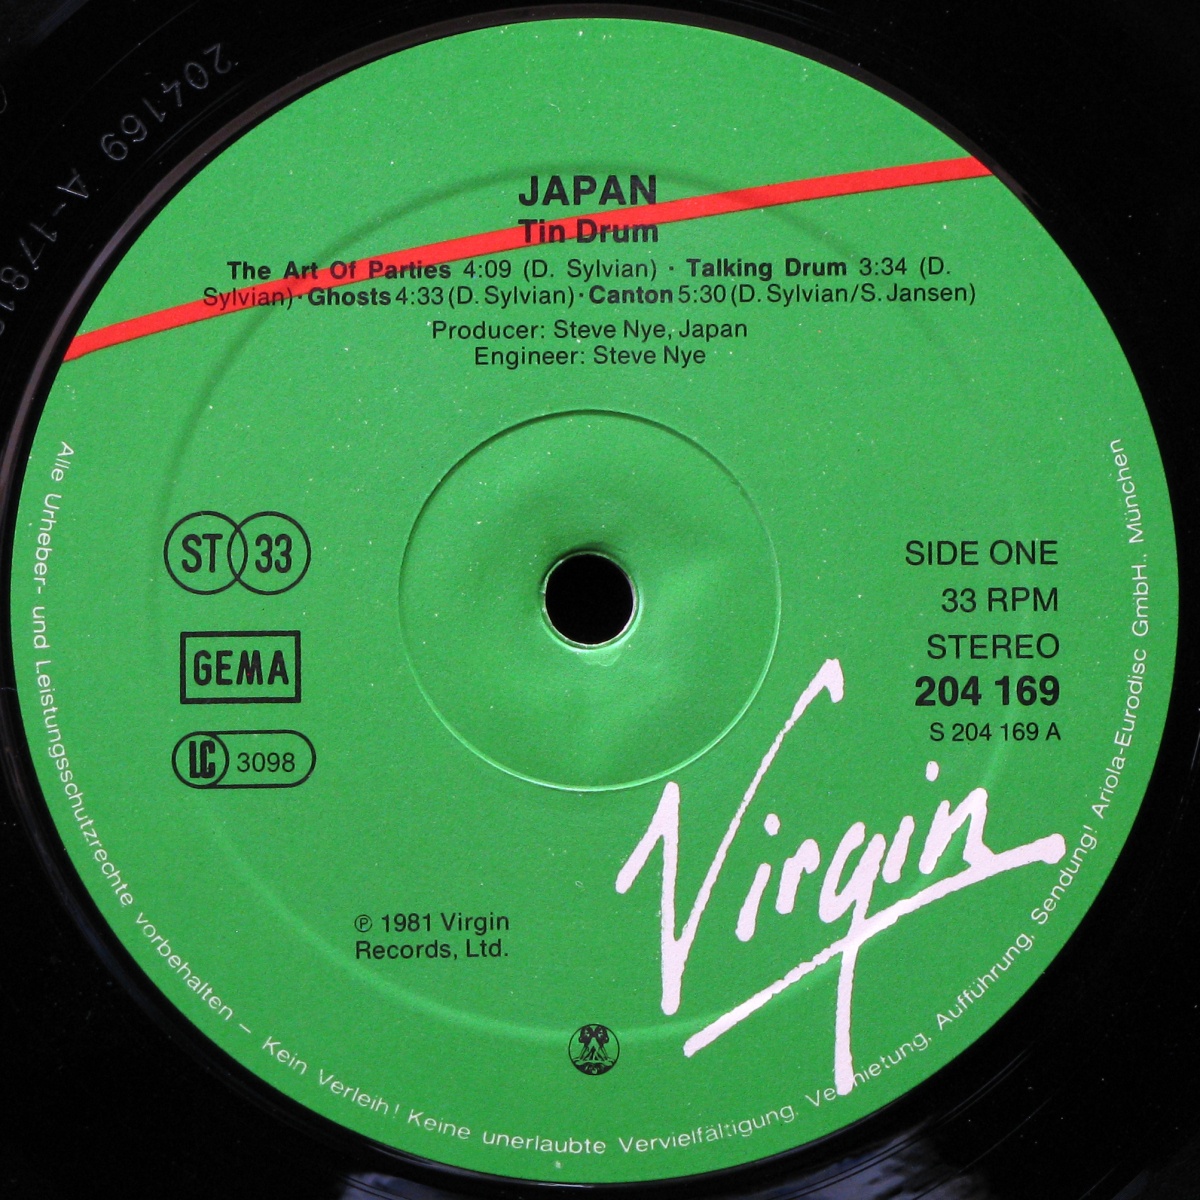 204169 A-178
JAPAN
Tin Drum
The Art Of Parties 4:09 (D. Sylvian) · Talking Drum 3:34 (D.
Sylvian) · Ghosts 4:33 (D. Sylvian) · Canton 5:30 (D. Sylvian/S. Jansen)
Producer: Steve Nye, Japan
Engineer: Steve Nye
ST 33
GEMA
LC 3098
SIDE ONE
33 RPM
STEREO
204 169
S 204 169 A
Virgin
℗ 1981 Virgin
Records, Ltd.
Alle Urheber- und Leistungsschutzrechte vorbehalten – Kein Verleih! Keine unerlaubte Vervielfältigung, Vermietung, Aufführung, Sendung! Ariola-Eurodisc GmbH., München